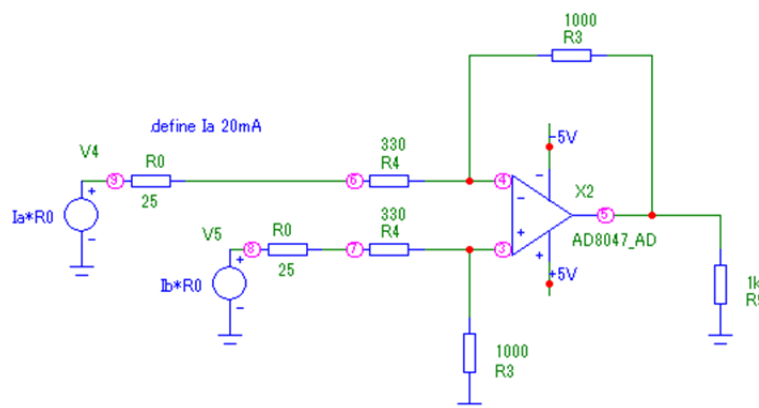 1000
R3
.define Ia 20mA
-5V
V4
R0
330
R4
9
6
4
-
X2
+
Ia*R0
-
25
5
V5
R0
330
R4
+
AD8047_AD
8
7
3
+
25
+
+5V
Ib*R0
-
1k
1000
R3